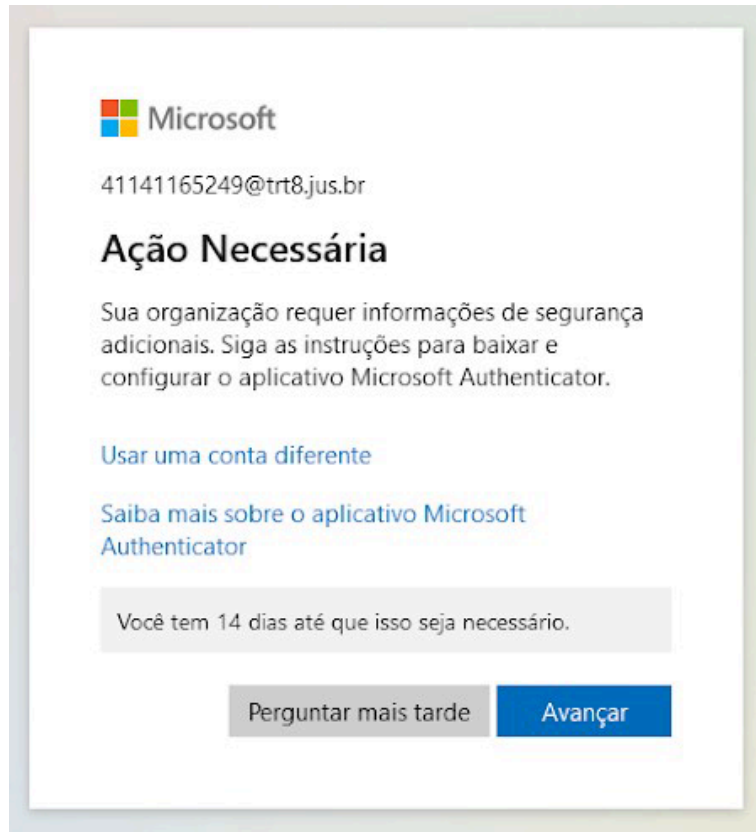 Microsoft
41141165249@trt8.jus.br
Ação Necessária
Sua organização requer informações de segurança
adicionais. Siga as instruções para baixar e
configurar o aplicativo Microsoft Authenticator.
Usar uma conta diferente
Saiba mais sobre o aplicativo Microsoft
Authenticator
Você tem 14 dias até que isso seja necessário.
Perguntar mais tarde Avançar